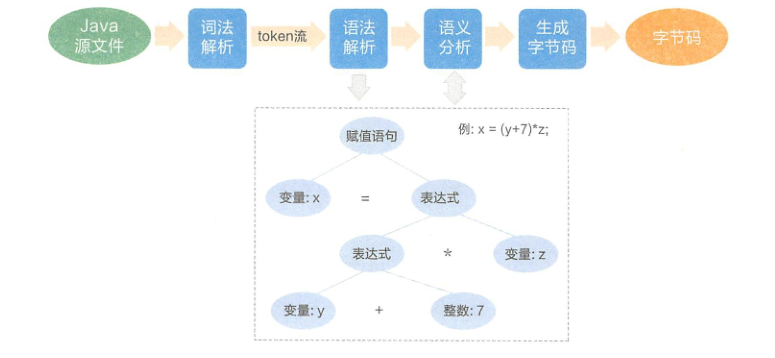 Java
源文件
词法
解析
token流
语法
解析
语义
分析
生成
字节码
字节码
例: x = (y+7)*z;
赋值语句
变量: x
=
表达式
表达式
*
变量: z
变量: y
+
整数: 7